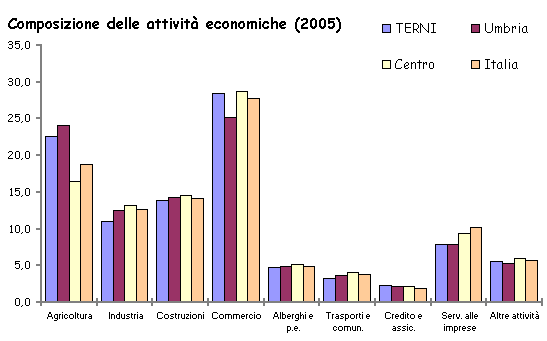 Composizione delle attività economiche (2005)
TERNI
Umbria
Centro
Italia
35,0
30,0
25,0
20,0
15,0
10,0
5,0
0,0
Agricoltura
Industria
Costruzioni
Commercio
Alberghi e
p.e.
Trasporti e
comun.
Credito e
assic.
Serv. alle
imprese
Altre attività